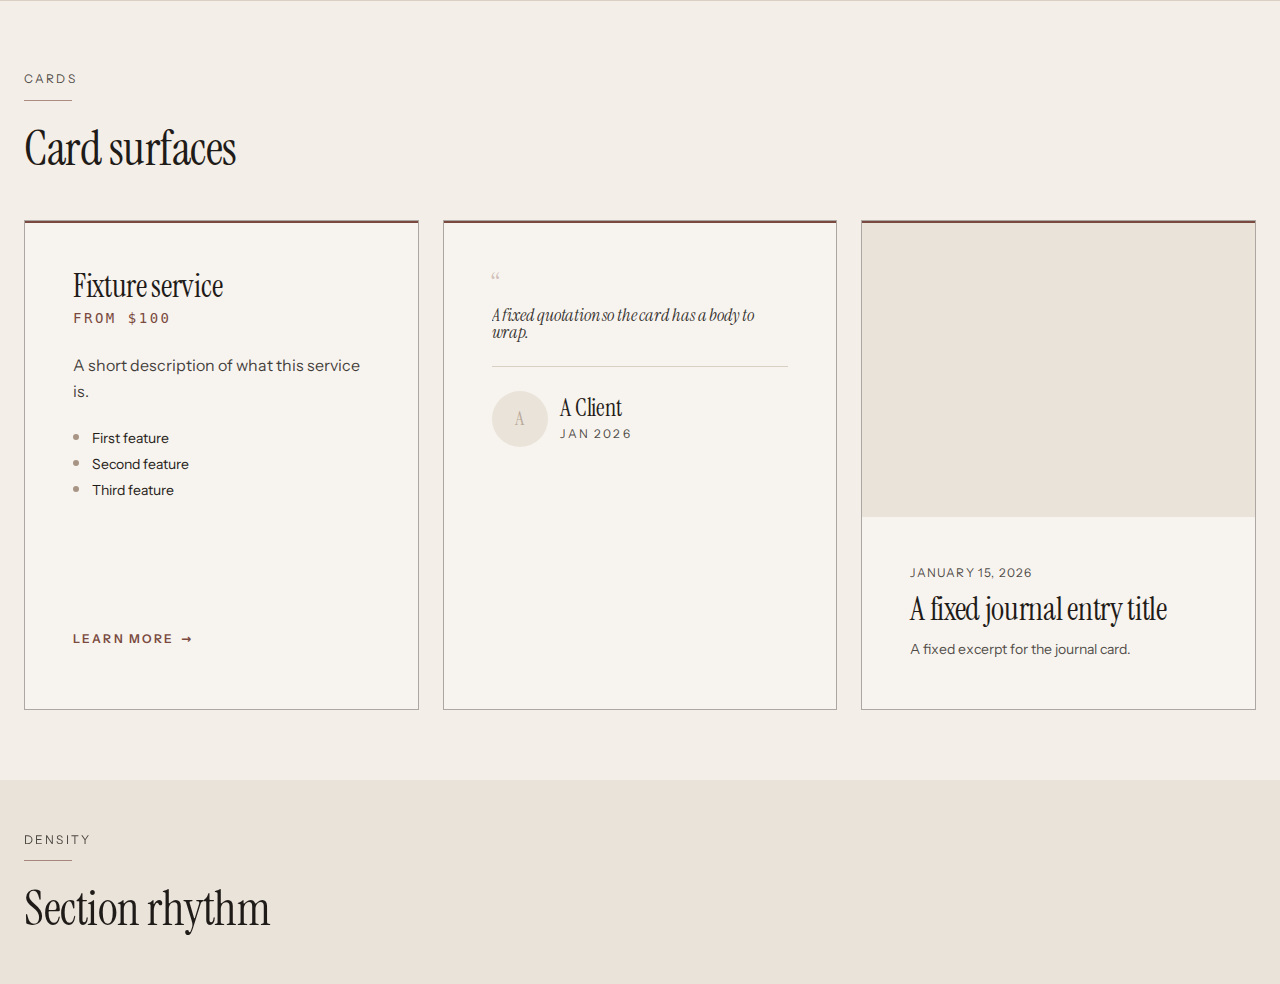 CARDS
Card surfaces
Fixture service
FROM $100
A short description of what this service
is.
First feature
Second feature
Third feature
LEARN MORE →
“
A fixed quotation so the card has a body to
wrap.
A
A Client
JAN 2026
JANUARY 15, 2026
A fixed journal entry title
A fixed excerpt for the journal card.
DENSITY
Section rhythm